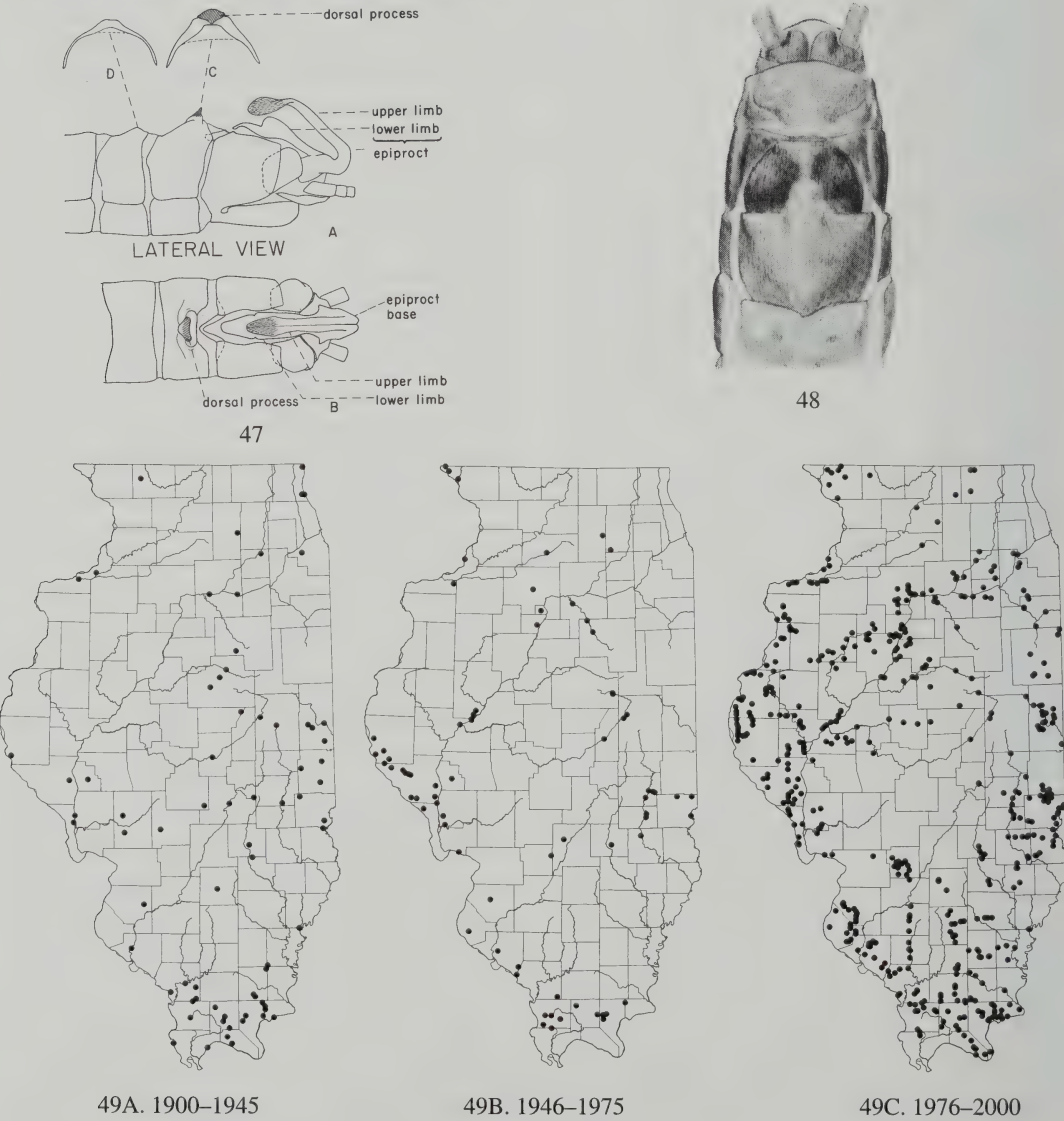 dorsal process
D
C
upper limb
lower limb
epiproct
A
LATERAL VIEW
epiproct
base
upper limb
dorsal process
B
lower limb
47
48
49A. 1900–1945
49B. 1946–1975
49C. 1976–2000